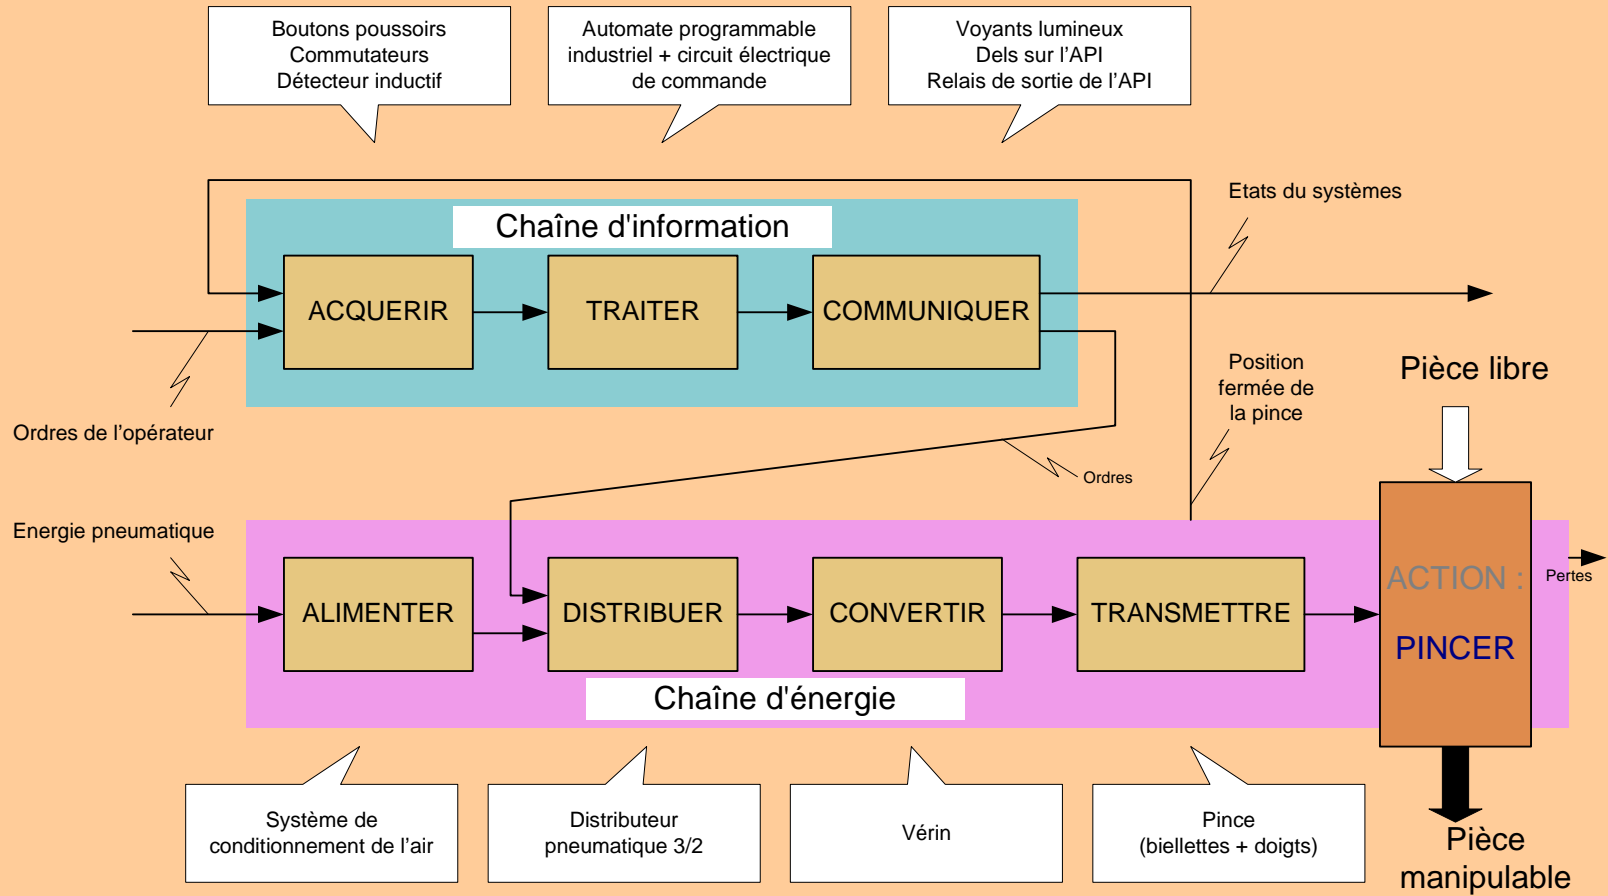 Boutons poussoirs
Commutateurs
Détecteur inductif
Automate programmable
industriel + circuit électrique
de commande
Voyants lumineux
Dels sur l'API
Relais de sortie de l'API
Etats du systèmes
Chaîne d'information
ACQUERIR
TRAITER
COMMUNIQUER
Ordres de l'opérateur
Position
fermée de
la pince
Pièce libre
Ordres
Energie pneumatique
ALIMENTER
DISTRIBUER
CONVERTIR
TRANSMETTRE
ACTION :
PINCER
Pertes
Chaîne d'énergie
Système de
conditionnement de l'air
Distributeur
pneumatique 3/2
Vérin
Pince
(biellettes + doigts)
Pièce
manipulable